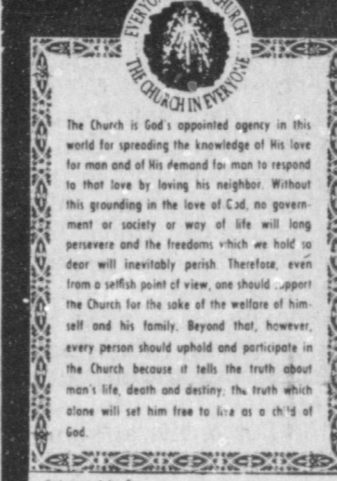 EVERYONE CHURCH
THE CHURCH IN EVERYONE
The Church is God's appointed agency in this
world for spreading the knowledge of His love
for man and of His demand for man to respond
to that love by loving his neighbor. Without
this grounding in the love of God, no govern-
ment or society or way of life will long
persevere and the freedoms which we hold so
dear will inevitably perish. Therefore, even
from a selfish point of view, one should support
the Church for the sake of the welfare of him-
self and his family. Beyond that, however,
every person should uphold and participate in
the Church because it tells the truth about
man's life, death and destiny; the truth which
alone will set him free to live as a child of
God.